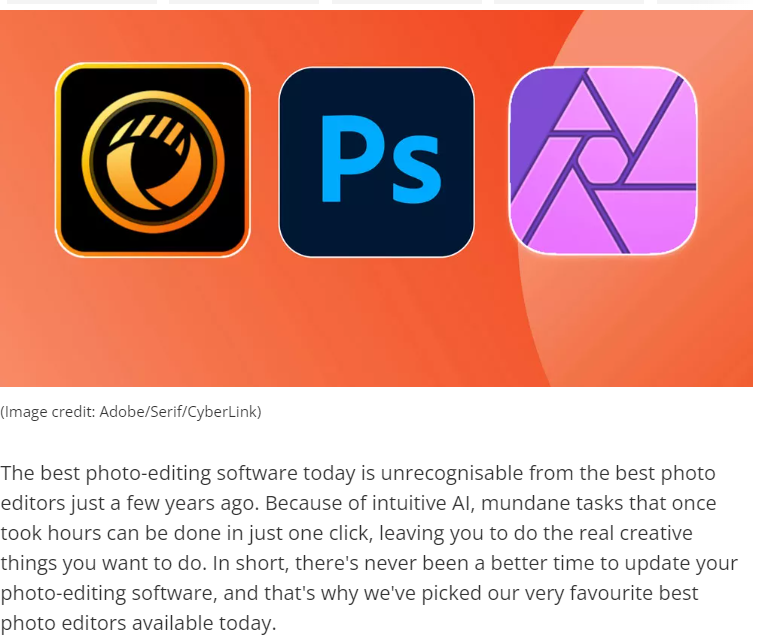 Ps
(Image credit: Adobe/Serif/CyberLink)
The best photo-editing software today is unrecognisable from the best photo
editors just a few years ago. Because of intuitive AI, mundane tasks that once
took hours can be done in just one click, leaving you to do the real creative
things you want to do. In short, there's never been a better time to update your
photo-editing software, and that's why we've picked our very favourite best
photo editors available today.